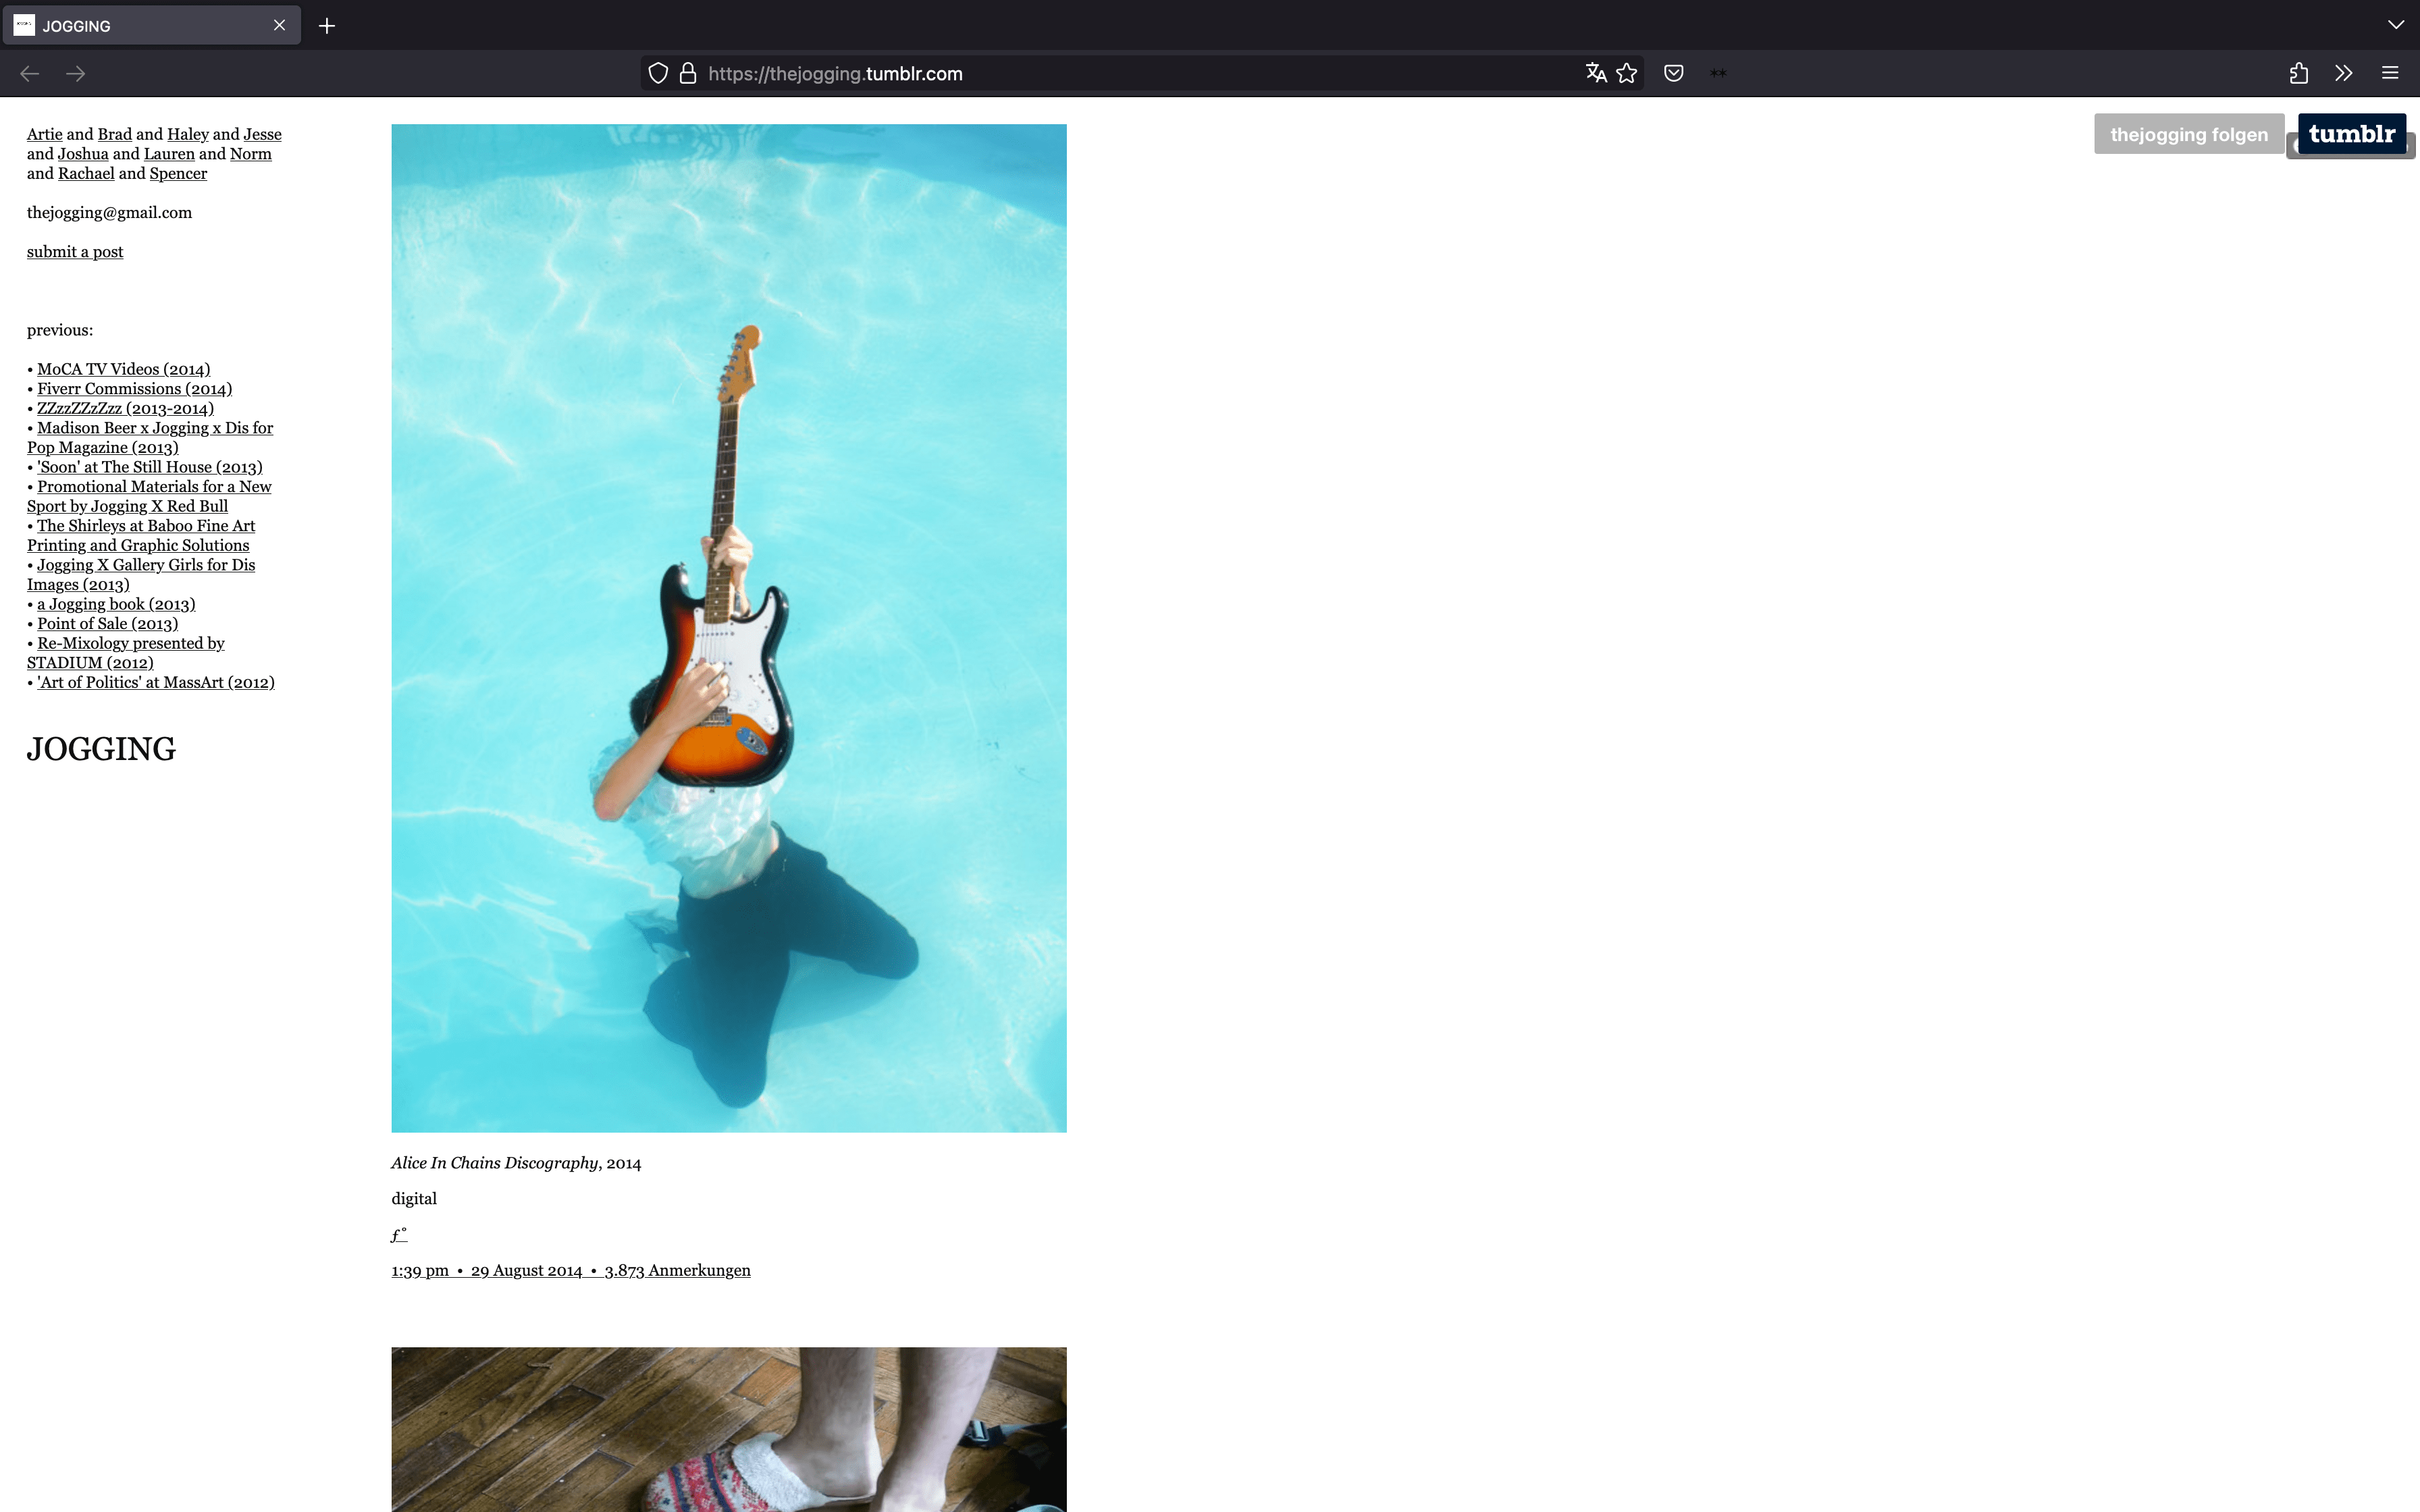 JOGGING
https://thejogging.tumblr.com
Artie and Brad and Haley and Jesse
and Joshua and Lauren and Norm
and Rachael and Spencer
thejogging@gmail.com
submit a post
previous:
• MoCA TV Videos (2014)
• Fiverr Commissions (2014)
• ZZzzZZzZzz (2013-2014)
• Madison Beer x Jogging x Dis for
Pop Magazine (2013)
• 'Soon' at The Still House (2013)
• Promotional Materials for a New
Sport by Jogging X Red Bull
• The Shirleys at Baboo Fine Art
Printing and Graphic Solutions
• Jogging X Gallery Girls for Dis
Images (2013)
• a Jogging book (2013)
• Point of Sale (2013)
• Re-Mixology presented by
STADIUM (2012)
• 'Art of Politics' at MassArt (2012)
JOGGING
thejogging folgen
tumblr
Alice In Chains Discography, 2014
digital
ƒ°
1:39 pm • 29 August 2014 • 3.873 Anmerkungen